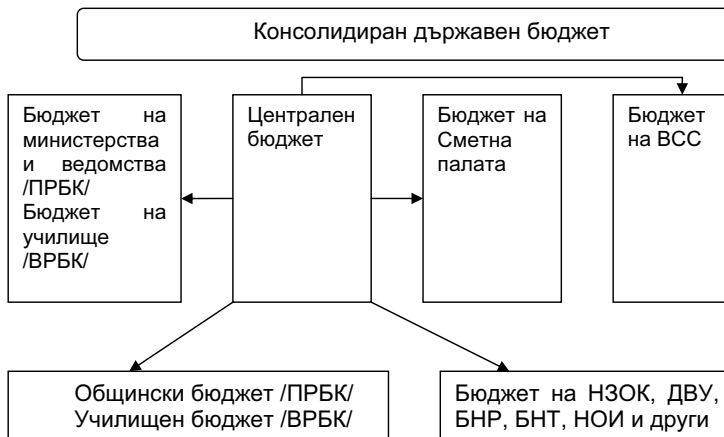 Консолидиран държавен бюджет
Бюджет на
министерства
и ведомства
/ПРБК/
Бюджет на
училище
/ВРБК/
Централен
бюджет
Бюджет на
Сметна
палата
Бюджет
на ВСС
Общински бюджет /ПРБК/
Училищен бюджет /ВРБК/
Бюджет на НЗОК, ДВУ,
БНР, БНТ, НОИ и други